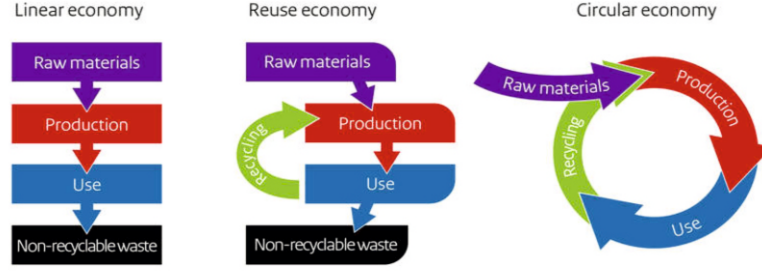 Linear economy
Raw materials
Production
Use
Non-recyclable waste
Reuse economy
Raw materials
Production
Recycling
Use
Non-recyclable waste
Circular economy
Raw materials
Production
Recycling
Use